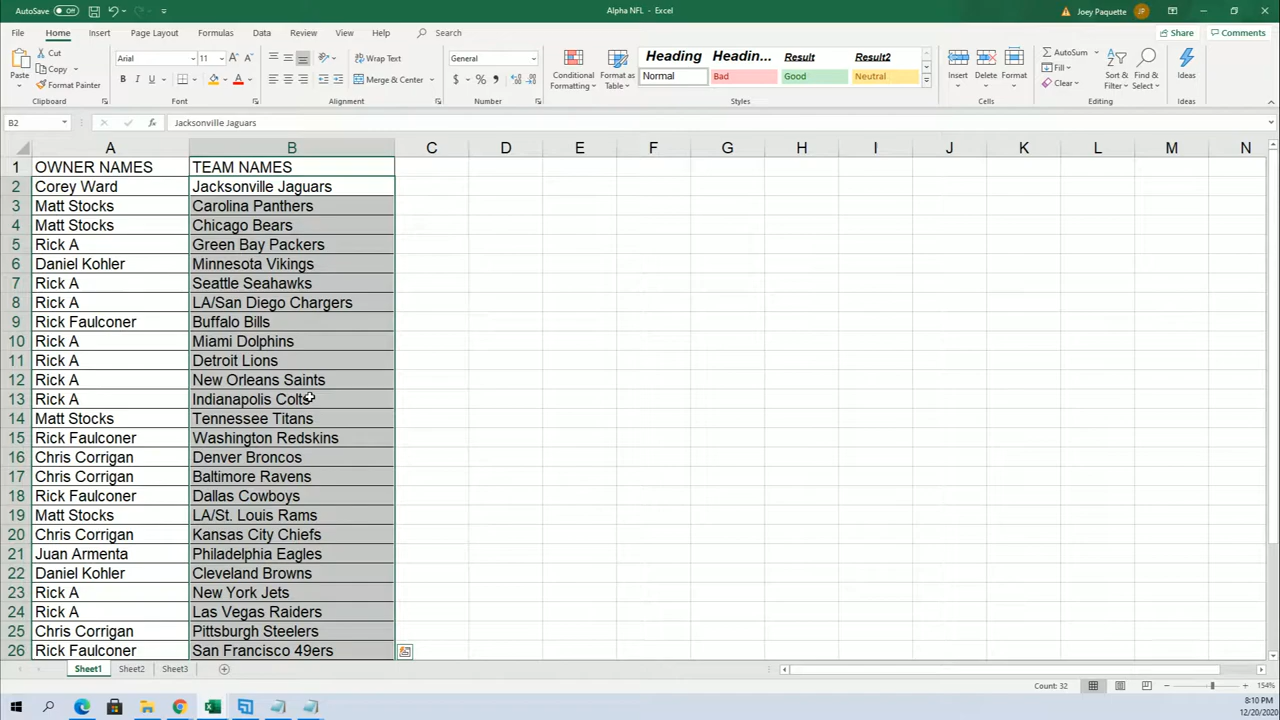 AutoSave Off Alpha NFL - Excel Joey Paquette JP
File Home Insert Page Layout Formulas Data Review View Help Search Share Comments
Paste Cut Copy Format Painter Clipboard
Arial 11 A A B I U A Font
Wrap Text Merge & Center Alignment
General $ % Number
Conditional Formatting Format as Table
Heading Headin... Result Result2
Normal Bad Good Neutral
Styles
Insert Delete Format Cells
AutoSum Fill Clear Sort & Filter Find & Select Editing
Ideas Ideas
B2 fx Jacksonville Jaguars
A B C D E F G H I J K L M N
1 OWNER NAMES TEAM NAMES
2 Corey Ward Jacksonville Jaguars
3 Matt Stocks Carolina Panthers
4 Matt Stocks Chicago Bears
5 Rick A Green Bay Packers
6 Daniel Kohler Minnesota Vikings
7 Rick A Seattle Seahawks
8 Rick A LA/San Diego Chargers
9 Rick Faulconer Buffalo Bills
10 Rick A Miami Dolphins
11 Rick A Detroit Lions
12 Rick A New Orleans Saints
13 Rick A Indianapolis Colts
14 Matt Stocks Tennessee Titans
15 Rick Faulconer Washington Redskins
16 Chris Corrigan Denver Broncos
17 Chris Corrigan Baltimore Ravens
18 Rick Faulconer Dallas Cowboys
19 Matt Stocks LA/St. Louis Rams
20 Chris Corrigan Kansas City Chiefs
21 Juan Armenta Philadelphia Eagles
22 Daniel Kohler Cleveland Browns
23 Rick A New York Jets
24 Rick A Las Vegas Raiders
25 Chris Corrigan Pittsburgh Steelers
26 Rick Faulconer San Francisco 49ers
Sheet1 Sheet2 Sheet3
Count: 32 154%
8:10 PM
12/20/2020